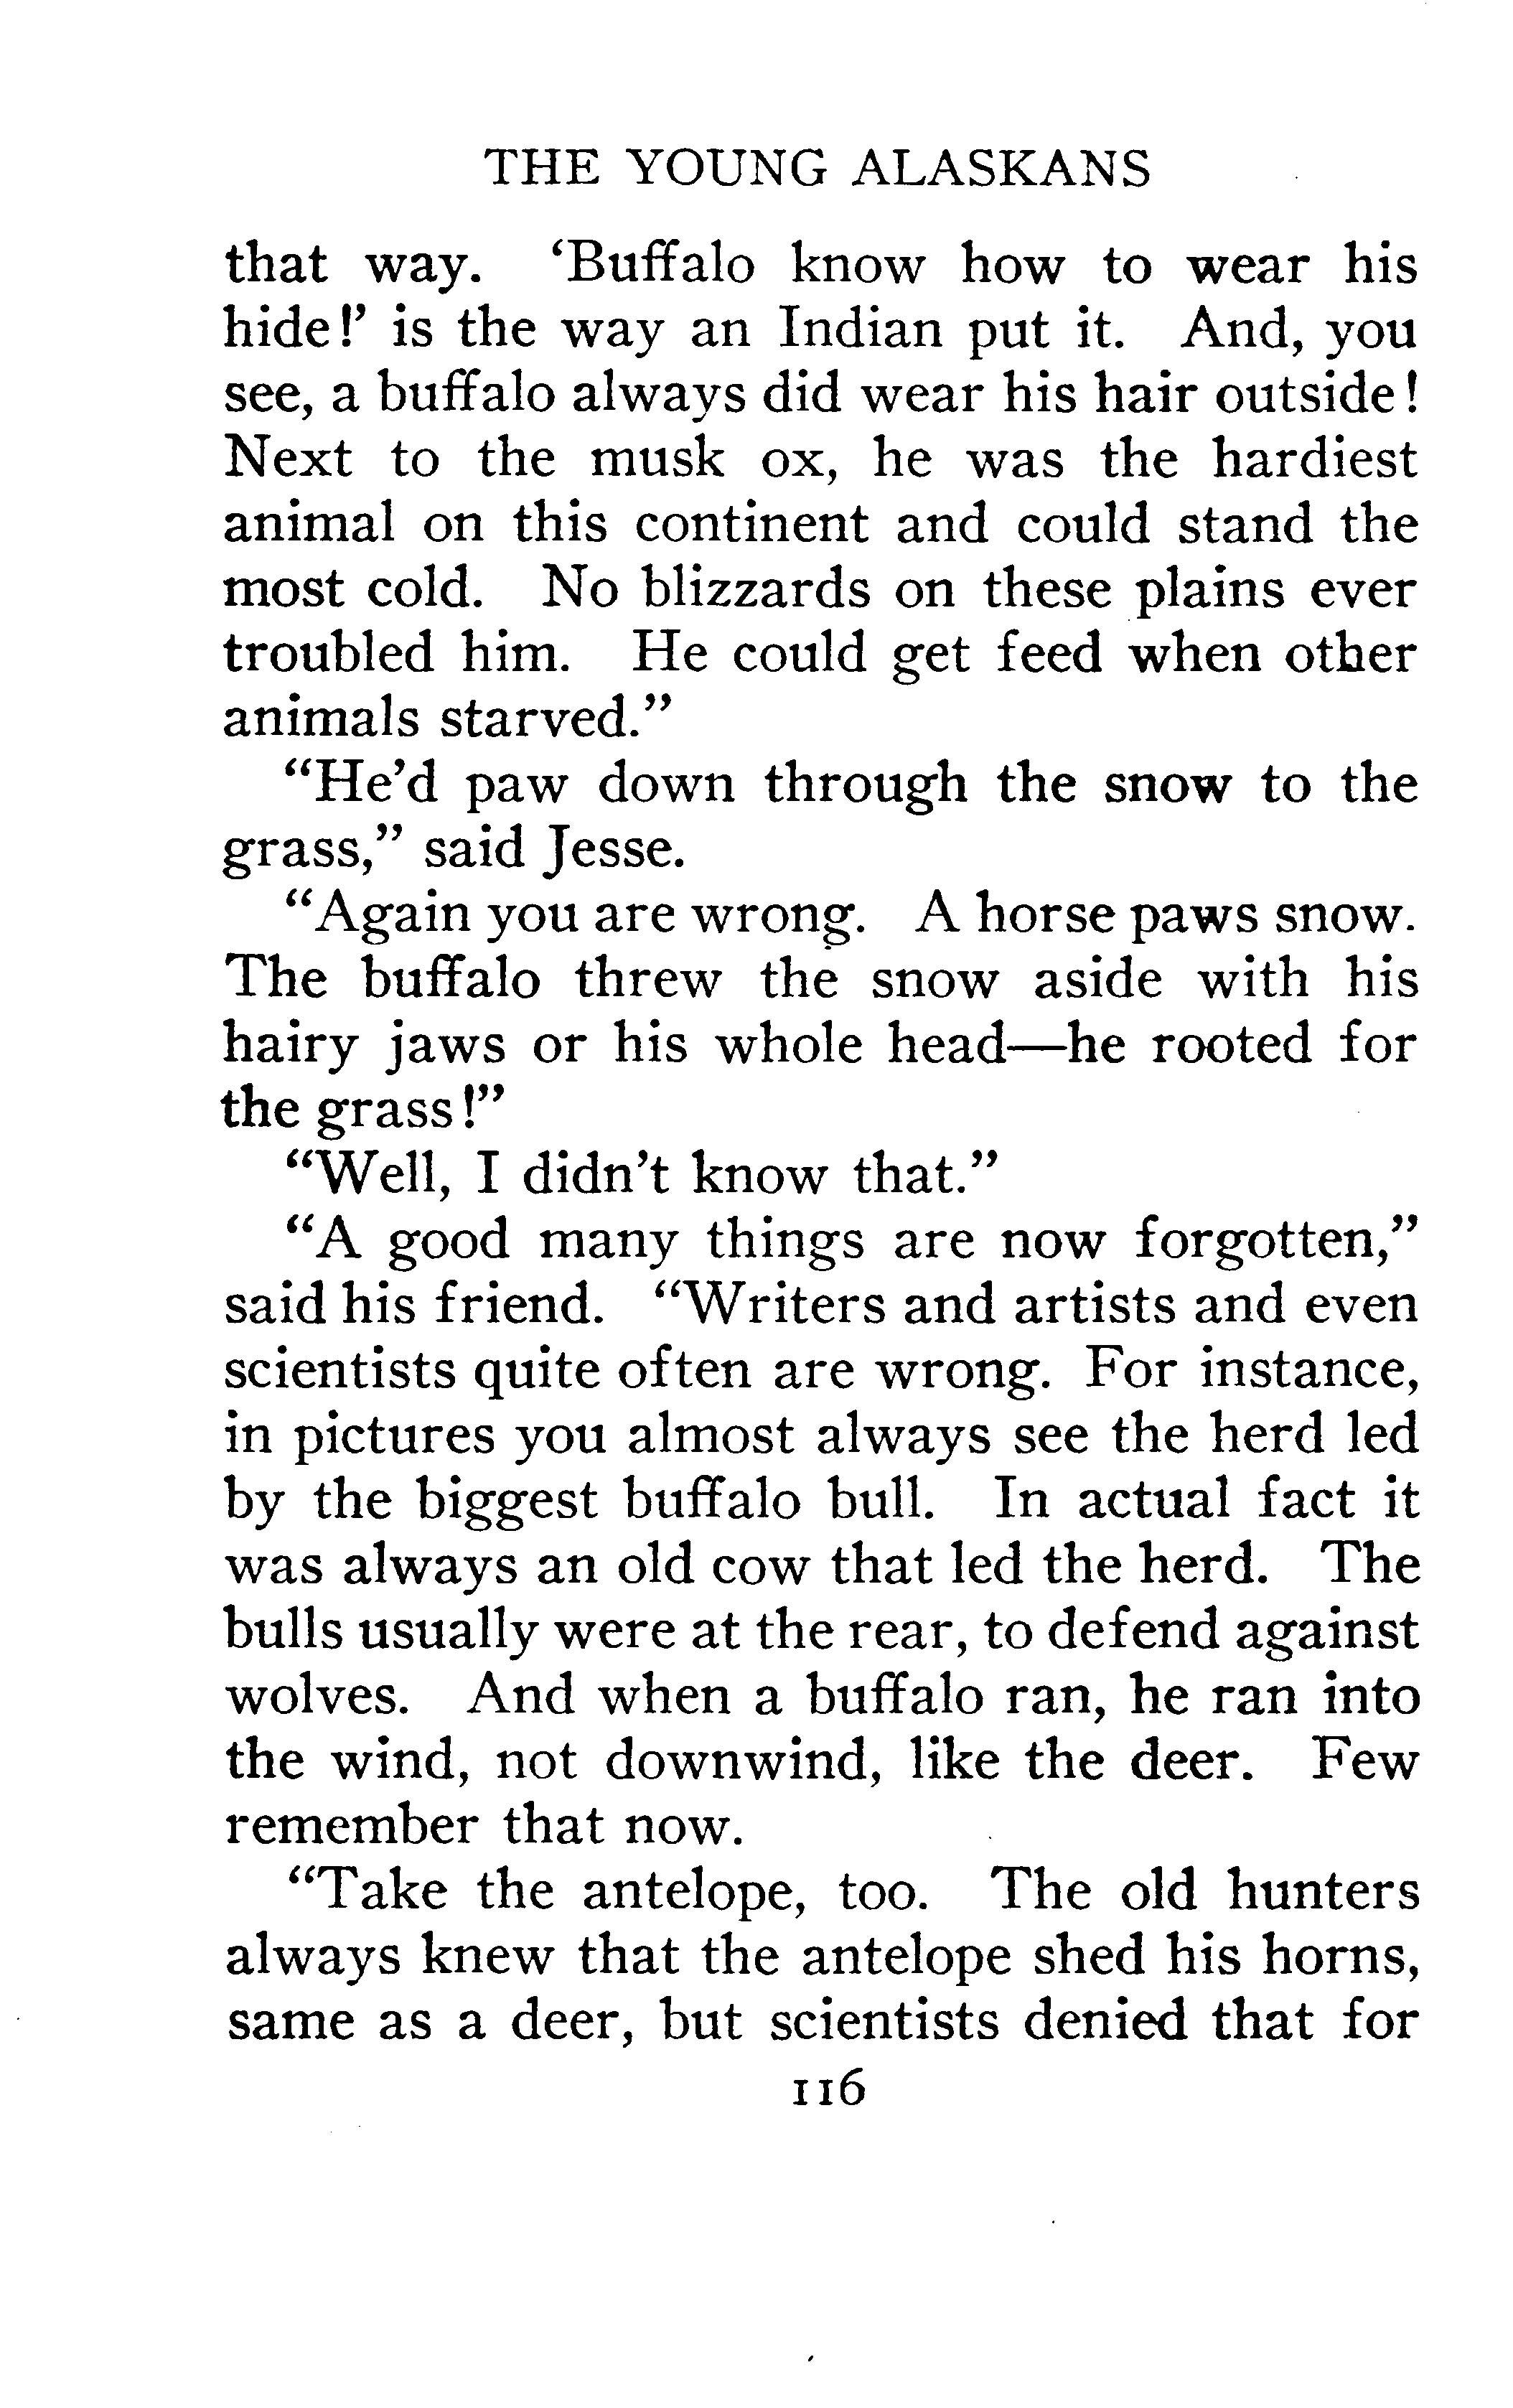 THE YOUNG ALASKANS
that way. ‘Buffalo know how to wear his
hide!’ is the way an Indian put it. And, you
see, a buffalo always did wear his hair outside!
Next to the musk ox, he was the hardiest
animal on this continent and could stand the
most cold. No blizzards on these plains ever
troubled him. He could get feed when other
animals starved.”
“He’d paw down through the snow to the
grass,” said Jesse.
“Again you are wrong. A horse paws snow.
The buffalo threw the snow aside with his
hairy jaws or his whole head—he rooted for
the grass!”
“Well, I didn’t know that.”
“A good many things are now forgotten,”
said his friend. “Writers and artists and even
scientists quite often are wrong. For instance,
in pictures you almost always see the herd led
by the biggest buffalo bull. In actual fact it
was always an old cow that led the herd. The
bulls usually were at the rear, to defend against
wolves. And when a buffalo ran, he ran into
the wind, not downwind, like the deer. Few
remember that now.
“Take the antelope, too. The old hunters
always knew that the antelope shed his horns,
same as a deer, but scientists denied that for
116